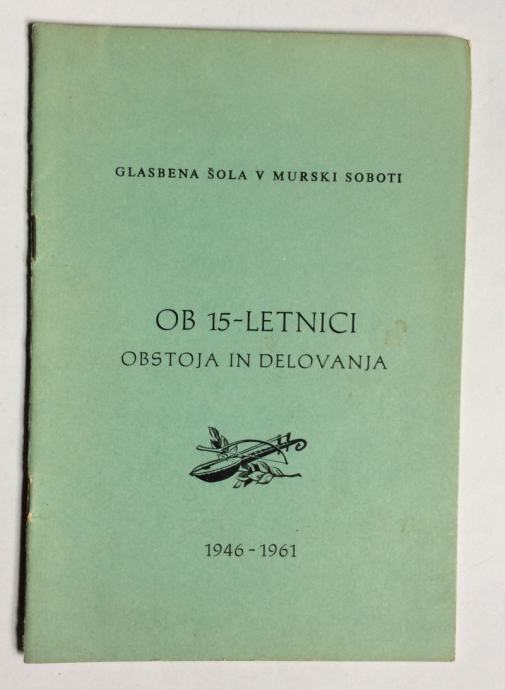 GLASBENA ŠOLA V MURSKI SOBOTI
OB 15-LETNICI
OBSTOJA IN DELOVANJA
1946-1961